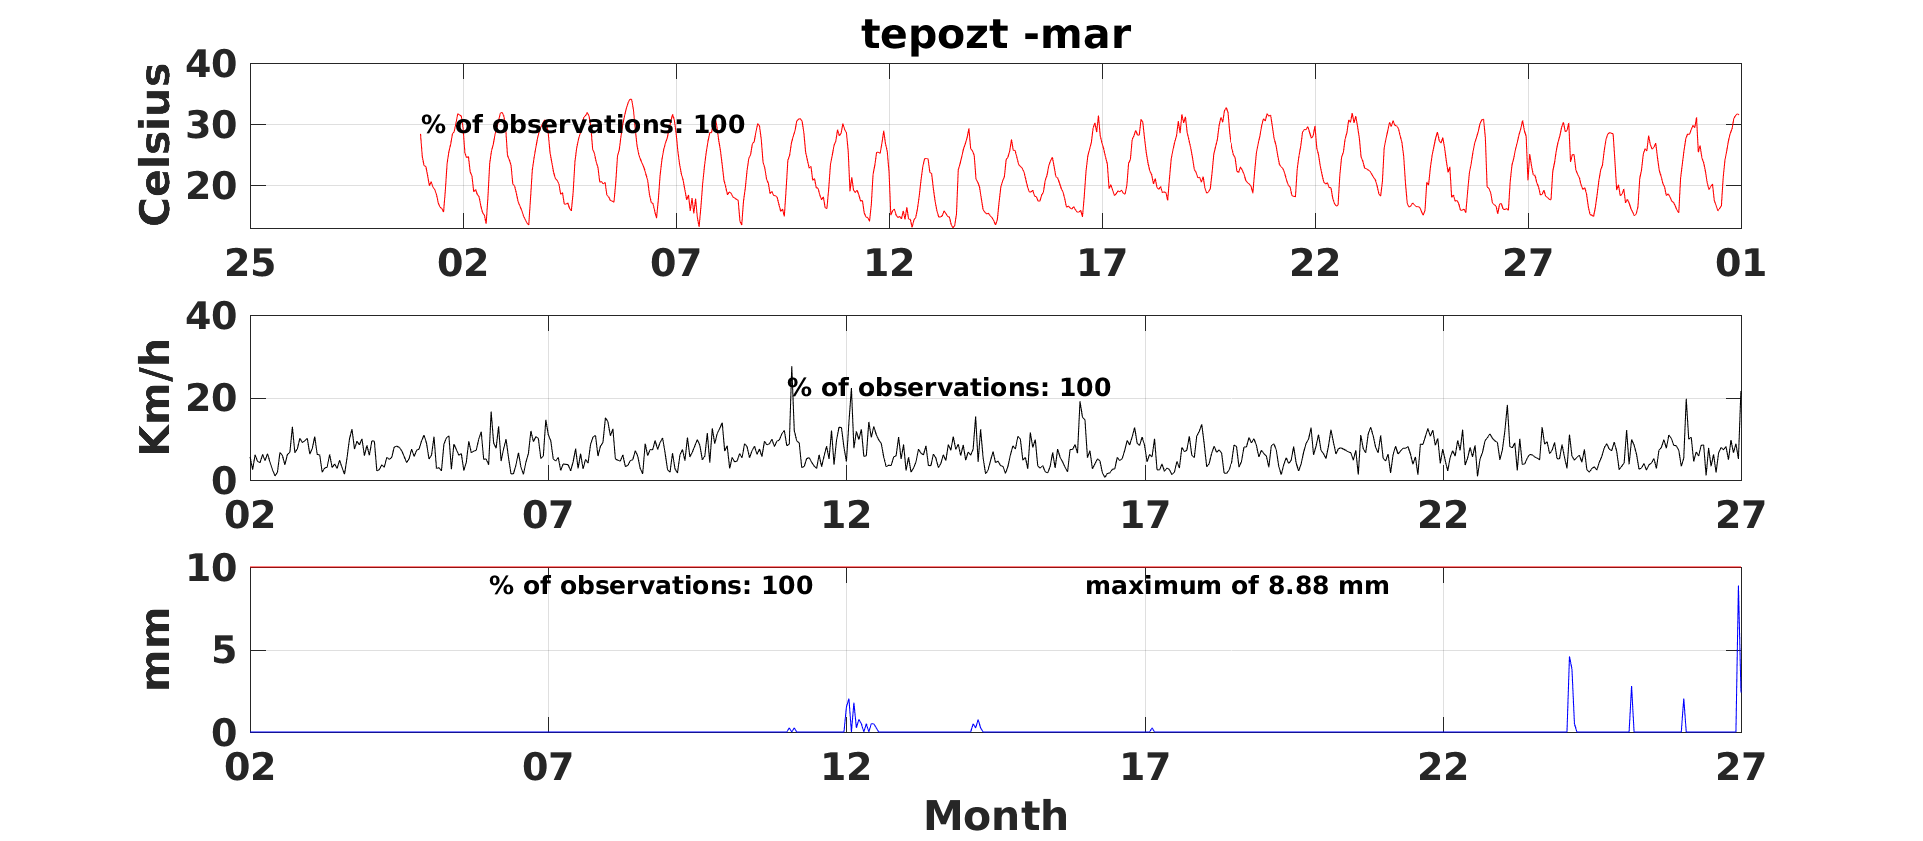 tepozt -mar
40
30
20
Celsius
% of observations: 100
25 02 07 12 17 22 27 01
40
20
0
Km/h
% of observations: 100
02 07 12 17 22 27
10
5
0
mm
% of observations: 100 maximum of 8.88 mm
02 07 12 17 22 27
Month